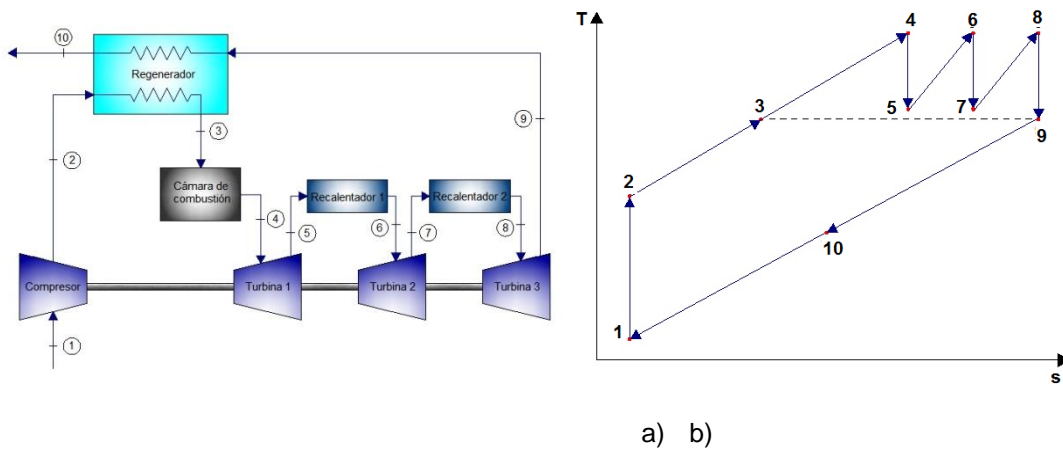 10
Regenerador
9
3
2
Cámara de
combustión
Recalentador 1
Recalentador 2
4
5
6
7
8
Compresor
Turbina 1
Turbina 2
Turbina 3
1
T
4
6
8
3
5
7
9
2
10
1
s
a) b)